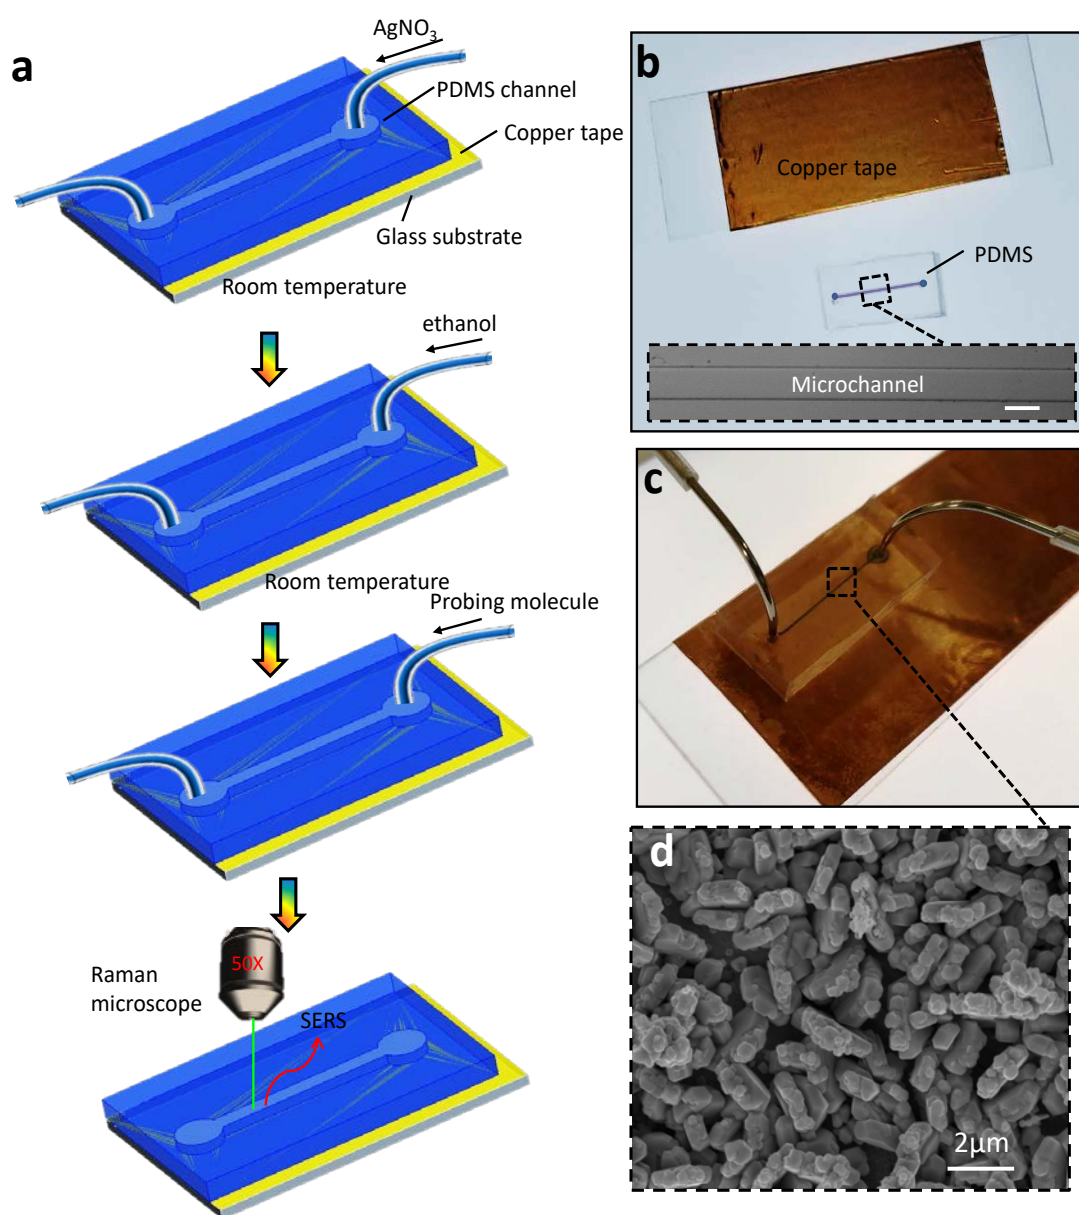 a
AgNO3
PDMS channel
Copper tape
Glass substrate
Room temperature
ethanol
Room temperature
Probing molecule
50X
Raman
microscope
SERS
b
Copper tape
PDMS
Microchannel
c
d
2μm